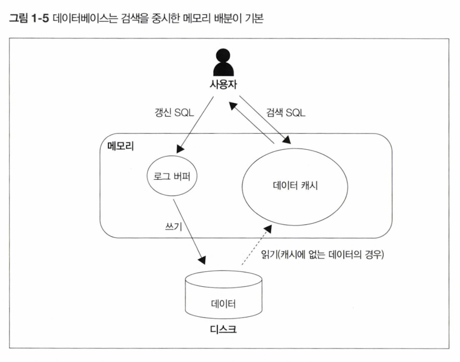 그림 1-5 데이터베이스는 검색을 중시한 메모리 배분이 기본
사용자
갱신 SQL
검색 SQL
메모리
로그 버퍼
데이터 캐시
쓰기
읽기(캐시에 없는 데이터의 경우)
데이터
디스크